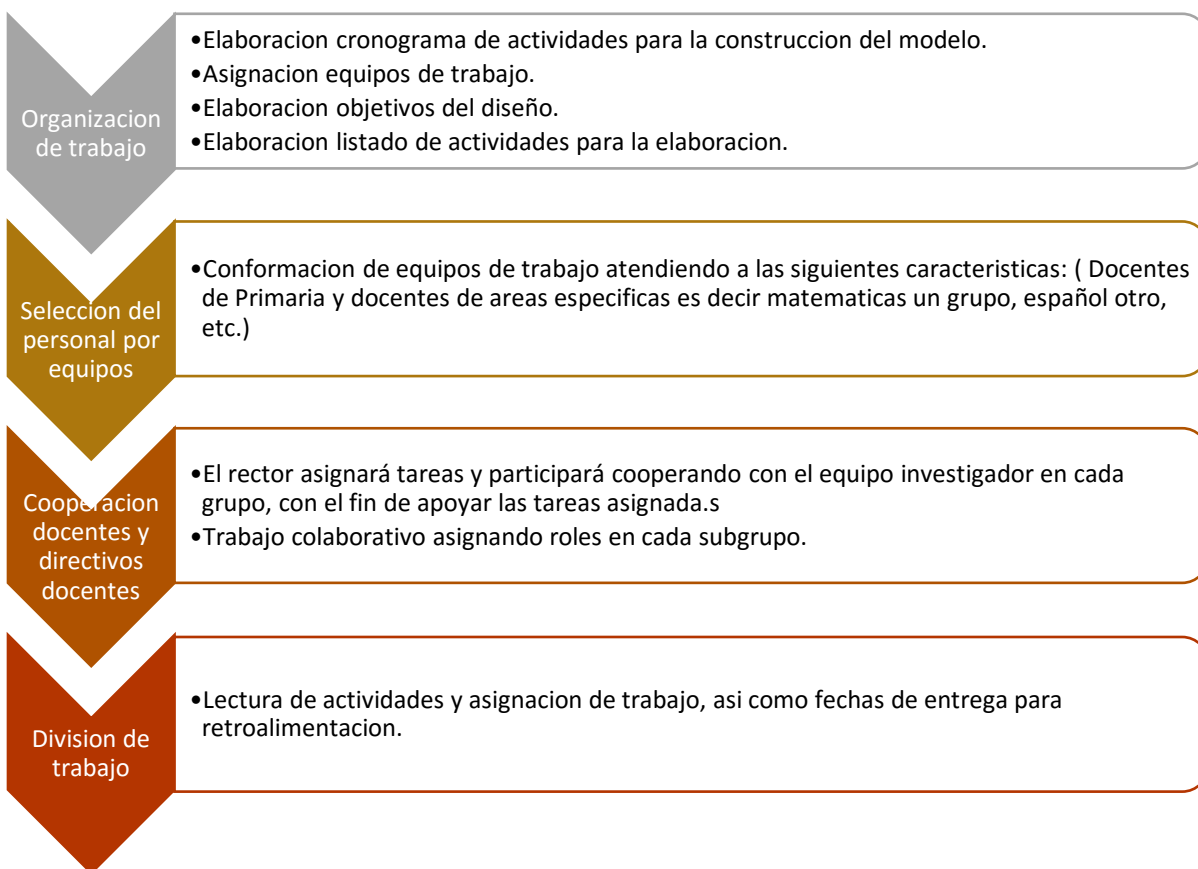 Organizacion
de trabajo
•Elaboracion cronograma de actividades para la construccion del modelo.
•Asignacion equipos de trabajo.
•Elaboracion objetivos del diseño.
•Elaboracion listado de actividades para la elaboracion.
Seleccion del
personal por
equipos
•Conformacion de equipos de trabajo atendiendo a las siguientes caracteristicas: ( Docentes
de Primaria y docentes de areas especificas es decir matematicas un grupo, español otro,
etc.)
Cooperacion
docentes y
directivos
docentes
•El rector asignará tareas y participará cooperando con el equipo investigador en cada
grupo, con el fin de apoyar las tareas asignada.s
•Trabajo colaborativo asignando roles en cada subgrupo.
Division de
trabajo
•Lectura de actividades y asignacion de trabajo, asi como fechas de entrega para
retroalimentacion.